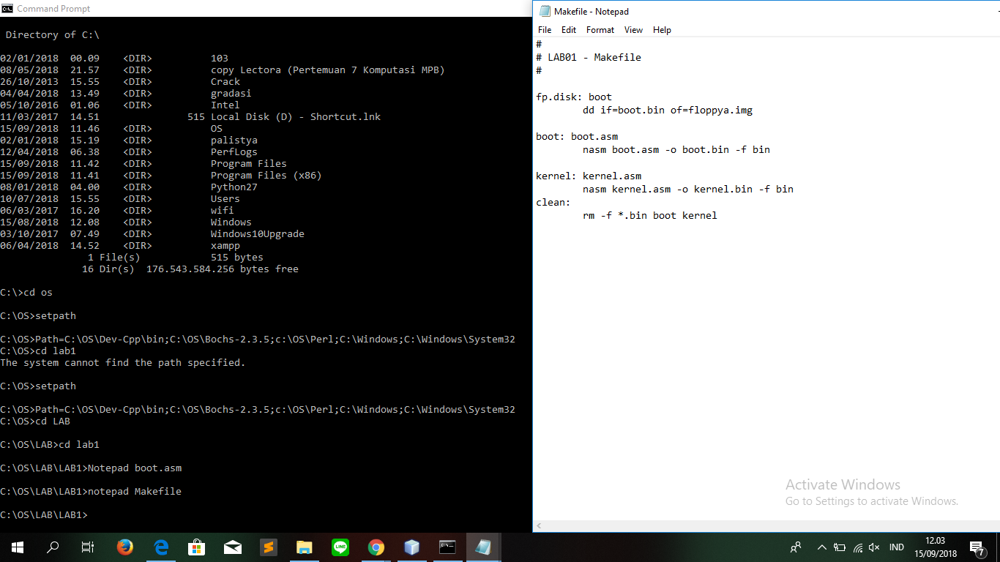 Command Prompt
Directory of C:\
02/01/2018  00.09    <DIR>          103
08/05/2018  21.57    <DIR>          copy Lectora (Pertemuan 7 Komputasi MPB)
26/10/2013  15.55    <DIR>          Crack
04/04/2018  13.49    <DIR>          gradasi
05/10/2016  01.06    <DIR>          Intel
11/03/2017  14.51               515 Local Disk (D) - Shortcut.lnk
15/09/2018  11.46    <DIR>          OS
02/01/2018  15.19    <DIR>          palistya
12/04/2018  06.38    <DIR>          PerfLogs
15/09/2018  11.42    <DIR>          Program Files
15/09/2018  11.41    <DIR>          Program Files (x86)
08/01/2018  04.00    <DIR>          Python27
10/07/2018  15.55    <DIR>          Users
06/03/2017  16.20    <DIR>          wifi
15/08/2018  12.08    <DIR>          Windows
03/10/2017  07.49    <DIR>          Windows10Upgrade
06/04/2018  14.52    <DIR>          xampp
1 File(s)            515 bytes
16 Dir(s)  176.543.584.256 bytes free
C:\>cd os
C:\OS>setpath
C:\OS>Path=C:\OS\Dev-Cpp\bin;C:\OS\Bochs-2.3.5;c:\OS\Perl;C:\Windows;C:\Windows\System32
C:\OS>cd lab1
The system cannot find the path specified.
C:\OS>setpath
C:\OS>Path=C:\OS\Dev-Cpp\bin;C:\OS\Bochs-2.3.5;c:\OS\Perl;C:\Windows;C:\Windows\System32
C:\OS>cd LAB
C:\OS\LAB>cd lab1
C:\OS\LAB\LAB1>Notepad boot.asm
C:\OS\LAB\LAB1>notepad Makefile
C:\OS\LAB\LAB1>
Makefile - Notepad
File Edit Format View Help
#
# LAB01 - Makefile
#
fp.disk: boot
        dd if=boot.bin of=floppya.img
boot: boot.asm
        nasm boot.asm -o boot.bin -f bin
kernel: kernel.asm
        nasm kernel.asm -o kernel.bin -f bin
clean:
        rm -f *.bin boot kernel
Activate Windows
Go to Settings to activate Windows.
LINE
IND
12.03
15/09/2018
7